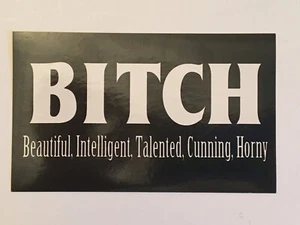 BITCH
Beautiful, Intelligent, Talented, Cunning, Horny